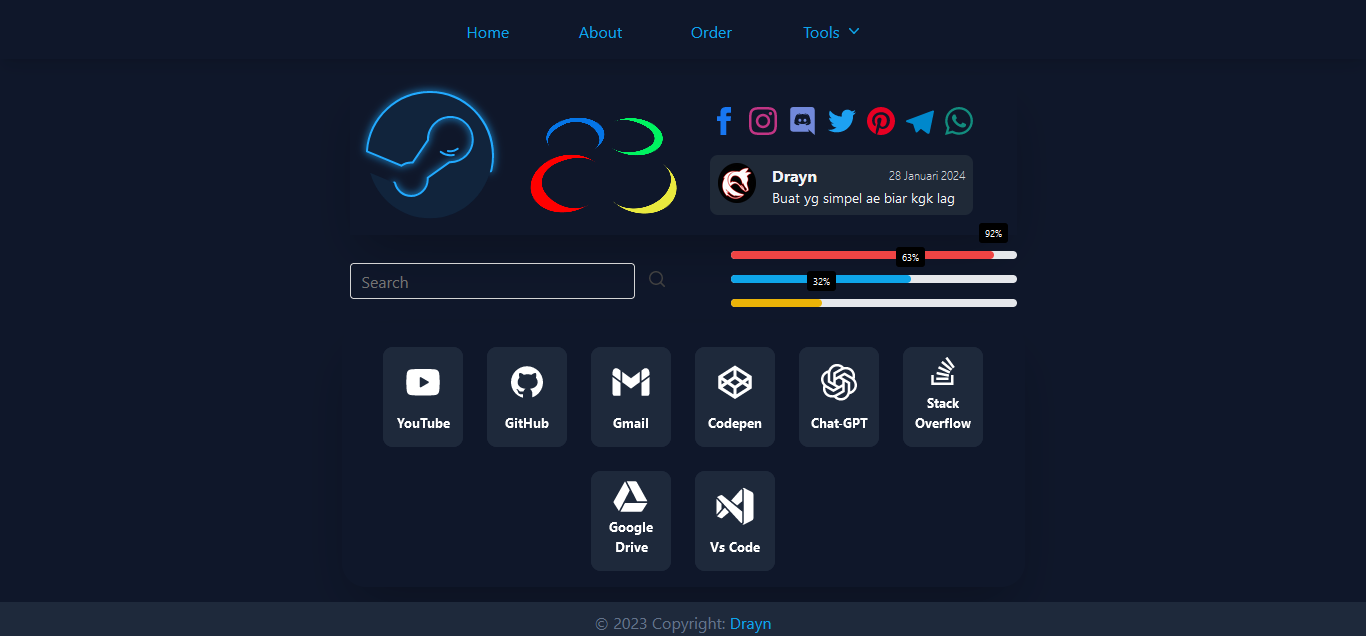 Home About Order Tools
Drayn 28 Januari 2024
Buat yg simpel ae biar kgk lag
92%
63%
32%
Search
YouTube GitHub Gmail Codepen Chat-GPT Stack
Overflow
Google
Drive
Vs Code
© 2023 Copyright: Drayn